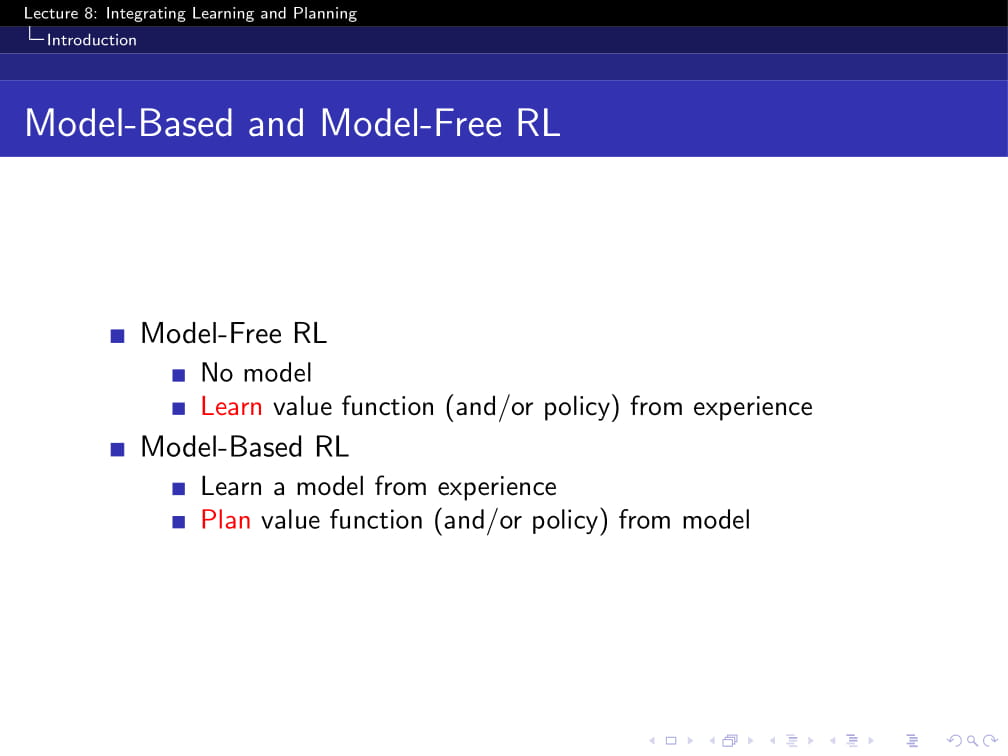 Lecture 8: Integrating Learning and Planning
Introduction
Model-Based and Model-Free RL
Model-Free RL
No model
Learn value function (and/or policy) from experience
Model-Based RL
Learn a model from experience
Plan value function (and/or policy) from model